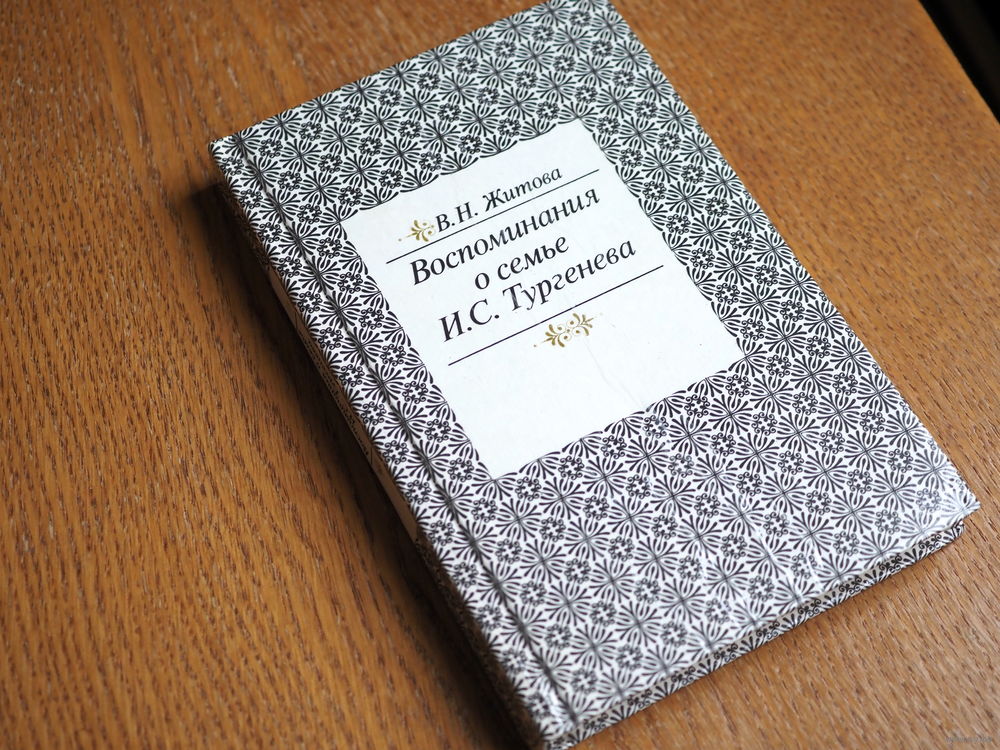 В.Н. Житова
Воспоминания
о семье
И.С. Тургенева